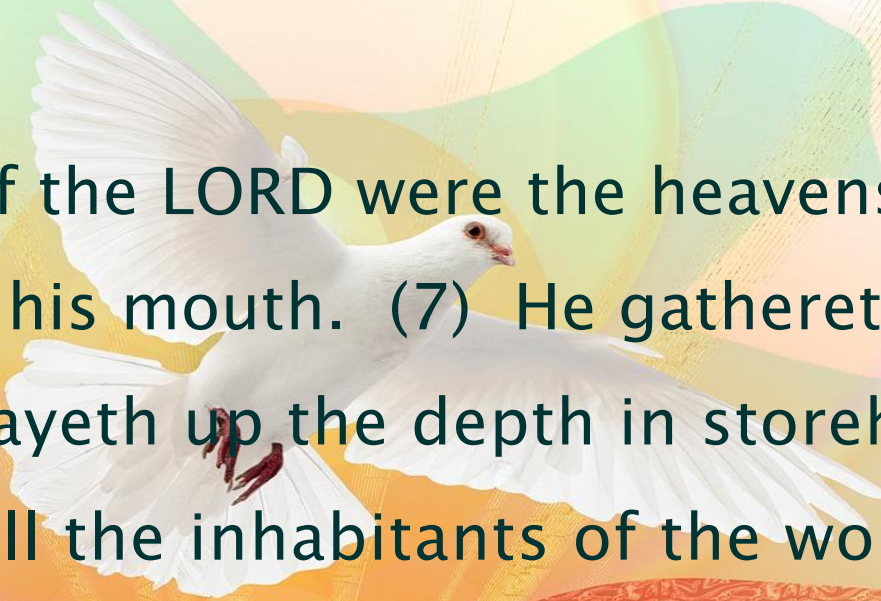 f the LORD were the heavens
his mouth. (7) He gatheret
ayeth up the depth in storeh
ll the inhabitants of the wo